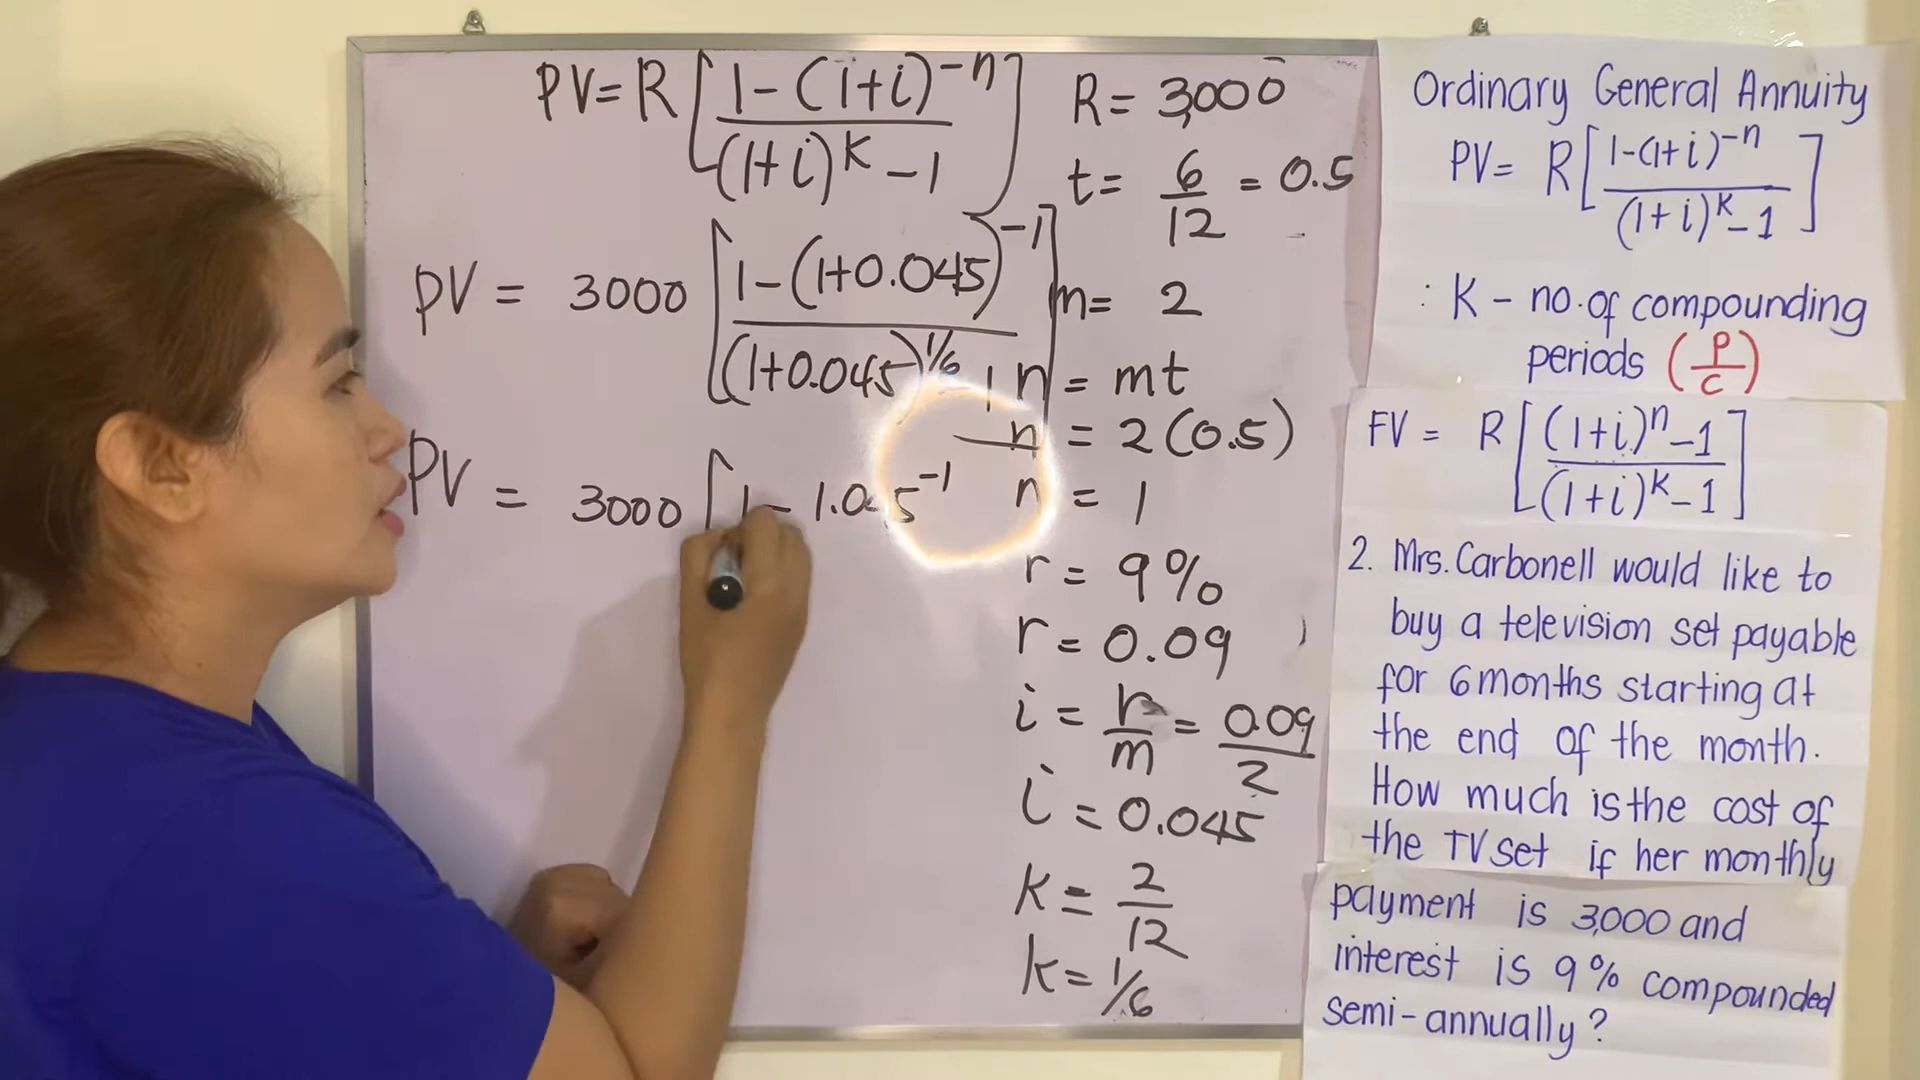 PV = R [ 1-(1+i)^-n / (1+i)^k -1 ]
PV = 3000 [ 1-(1+0.045)^-1 / (1+0.045)^1/6 -1 ]
PV = 3000 [ 1- 1.0 5^-1
R = 3,000
t = 6/12 = 0.5
m = 2
n = mt
n = 2(0.5)
n = 1
r = 9%
r = 0.09
i = r/m = 0.09/2
i = 0.045
K = 2/12
k = 1/6
Ordinary General Annuity
PV = R [ 1-(1+i)^-n / (1+i)^k -1 ]
: K - no. of compounding
periods (P/C)
FV = R [ (1+i)^n -1 / (1+i)^k -1 ]
2. Mrs. Carbonell would like to
buy a television set payable
for 6 months starting at
the end of the month.
How much is the cost of
the TV set if her monthly
payment is 3,000 and
interest is 9% compounded
semi-annually?